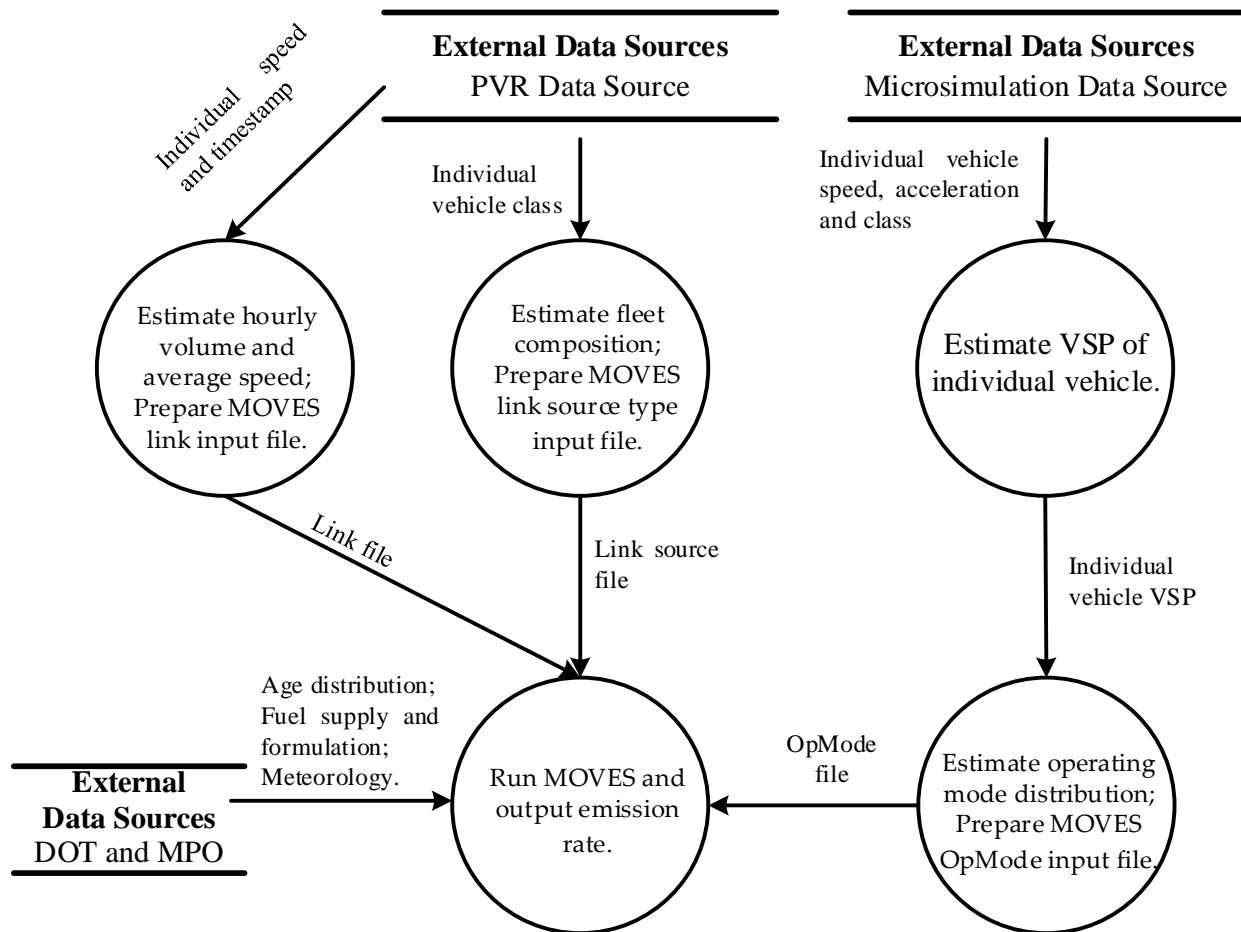 External Data Sources
PVR Data Source
External Data Sources
Microsimulation Data Source
Individual speed
and timestamp
Individual
vehicle class
Individual vehicle
speed, acceleration
and class
Estimate hourly
volume and
average speed;
Prepare MOVES
link input file.
Estimate fleet
composition;
Prepare MOVES
link source type
input file.
Estimate VSP of
individual vehicle.
Link file
Link source
file
Individual
vehicle VSP
Age distribution;
Fuel supply and
formulation;
Meteorology.
External
Data Sources
DOT and MPO
Run MOVES and
output emission
rate.
OpMode
file
Estimate operating
mode distribution;
Prepare MOVES
OpMode input file.